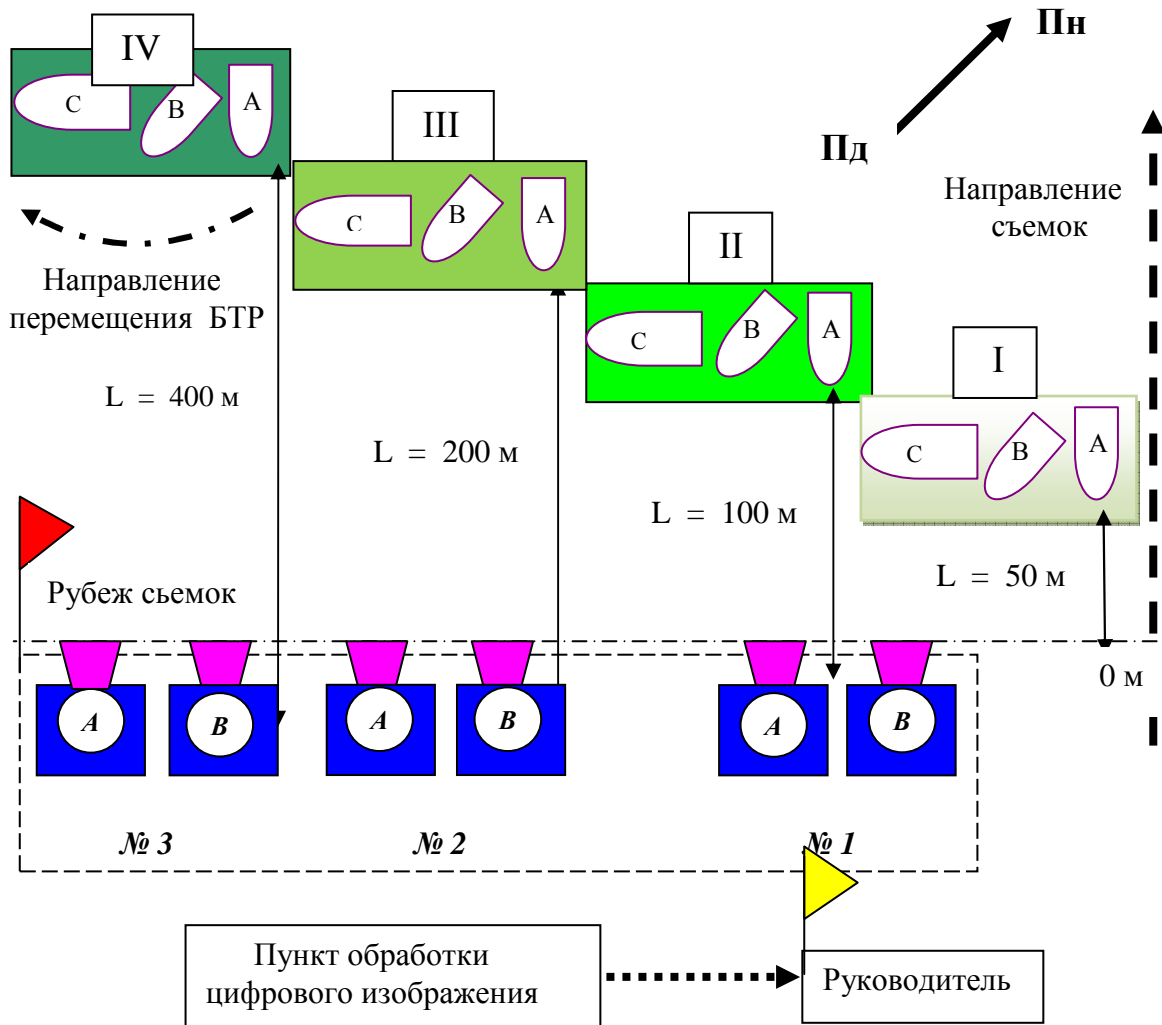 IV
С
В
А
III
С
В
А
II
С
В
А
I
С
В
А
Пн
Пд
Направление
съемок
Направление
перемещения БТР
L = 400 м
L = 200 м
L = 100 м
L = 50 м
Рубеж сьемок
0 м
А
В
А
В
А
В
№ 3
№ 2
№ 1
Пункт обработки
цифрового изображения
Руководитель